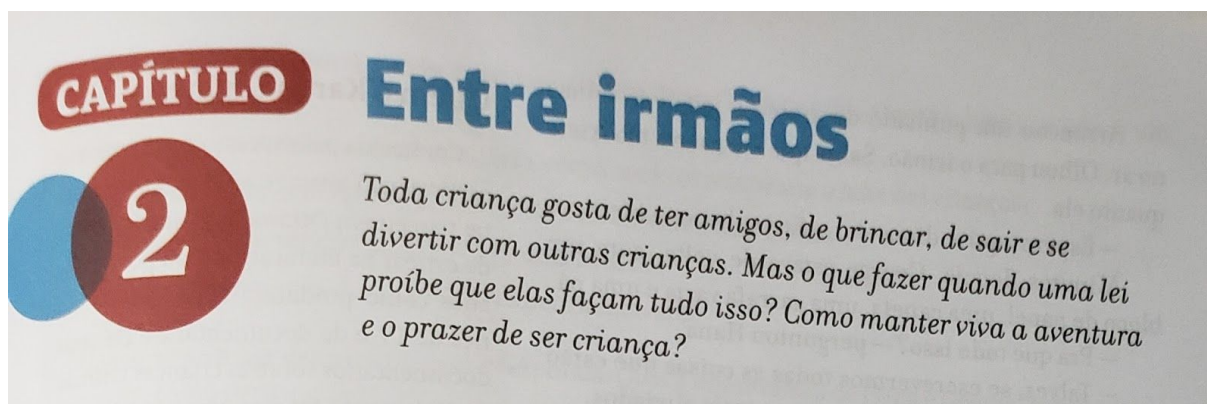 CAPÍTULO
2
Entre irmãos
Toda criança gosta de ter amigos, de brincar, de sair e se
divertir com outras crianças. Mas o que fazer quando uma lei
proíbe que elas façam tudo isso? Como manter viva a aventura
e o prazer de ser criança?